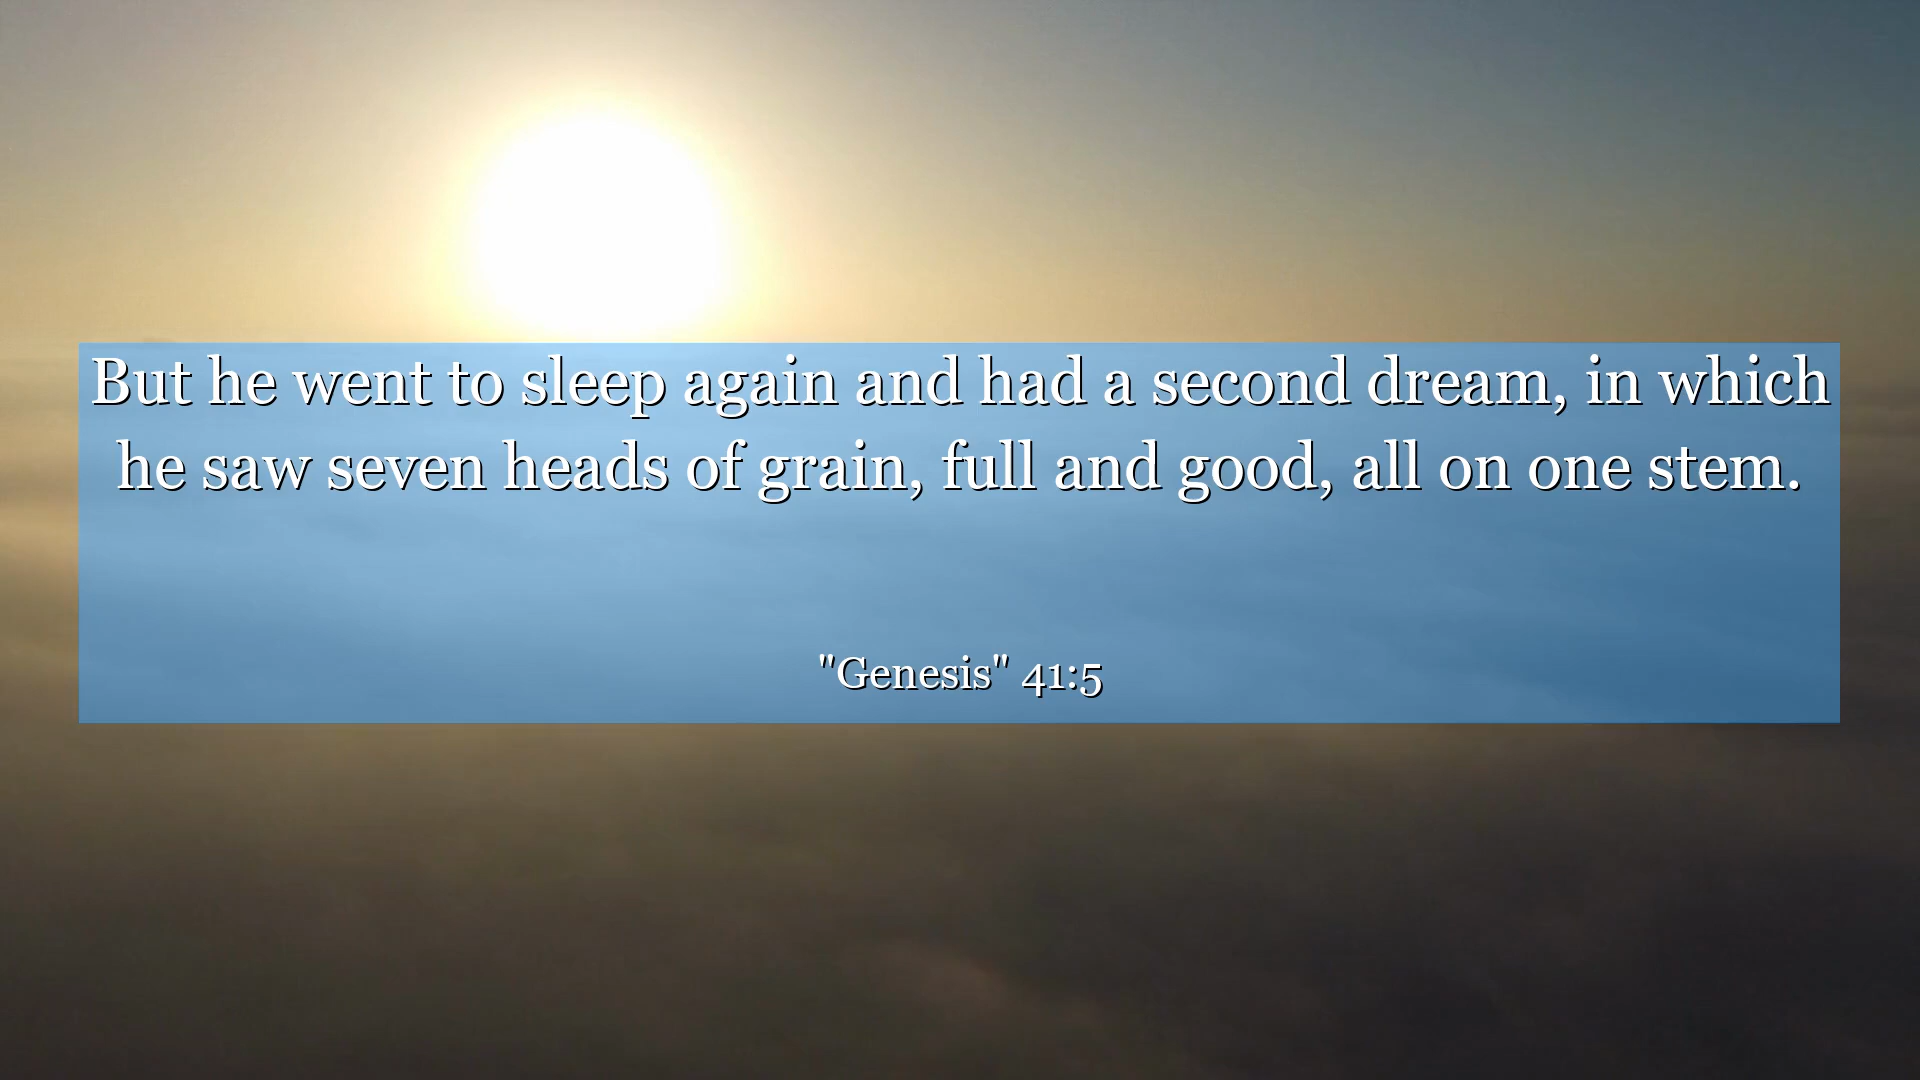 But he went to sleep again and had a second dream, in which
he saw seven heads of grain, full and good, all on one stem.
"Genesis" 41:5